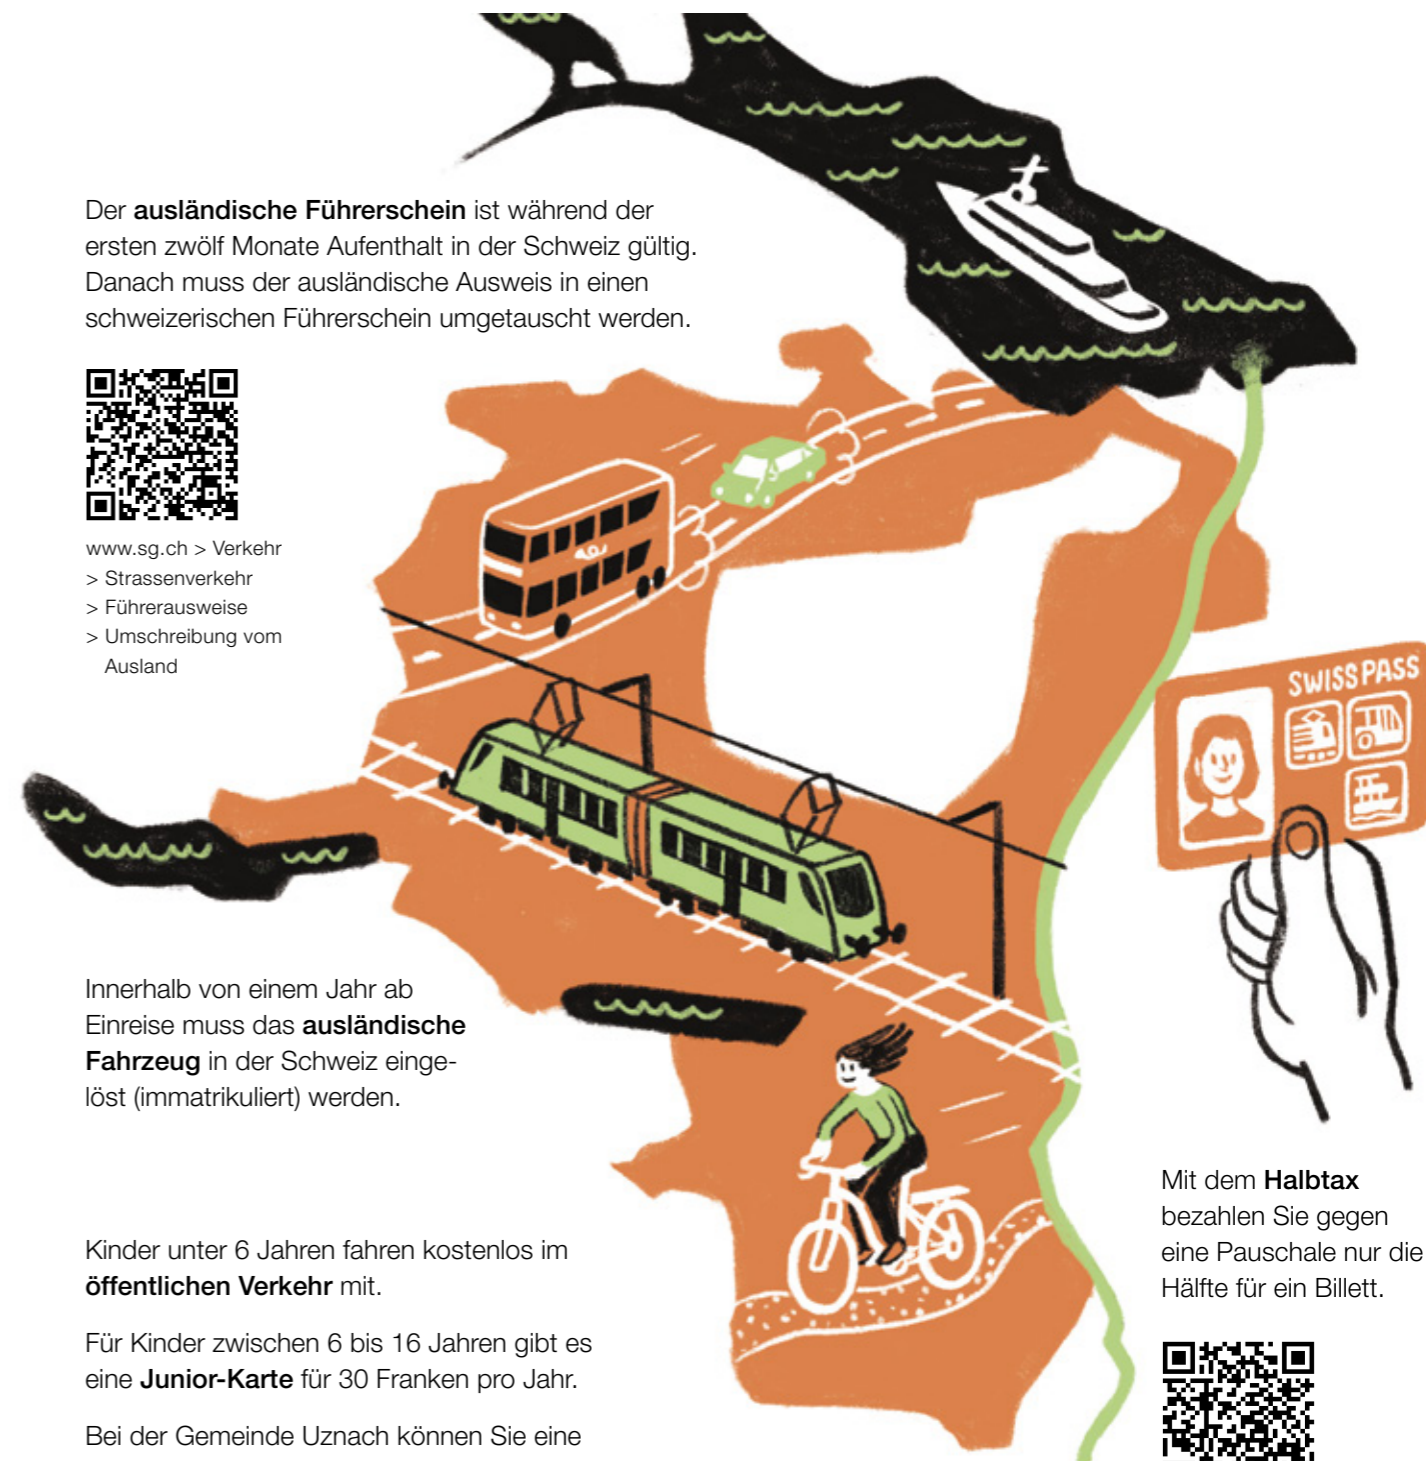 Der ausländische Führerschein ist während der
ersten zwölf Monate Aufenthalt in der Schweiz gültig.
Danach muss der ausländische Ausweis in einen
schweizerischen Führerschein umgetauscht werden.
www.sg.ch > Verkehr
> Strassenverkehr
> Führerausweise
> Umschreibung vom
Ausland
SWISS PASS
Innerhalb von einem Jahr ab
Einreise muss das ausländische
Fahrzeug in der Schweiz einge-
löst (immatrikuliert) werden.
Mit dem Halbtax
bezahlen Sie gegen
eine Pauschale nur die
Hälfte für ein Billett.
Kinder unter 6 Jahren fahren kostenlos im
öffentlichen Verkehr mit.
Für Kinder zwischen 6 bis 16 Jahren gibt es
eine Junior-Karte für 30 Franken pro Jahr.
Bei der Gemeinde Uznach können Sie eine